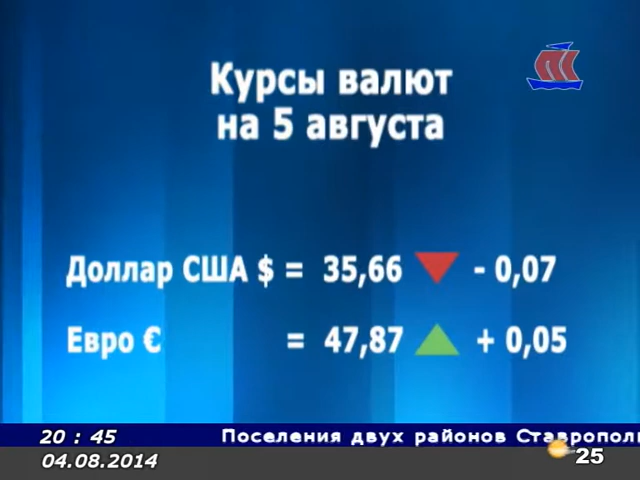 Курсы валют
на 5 августа
Доллар США $ = 35,66 - 0,07
Евро € = 47,87 + 0,05
20 : 45 Поселения двух районов
04.08.2014 25